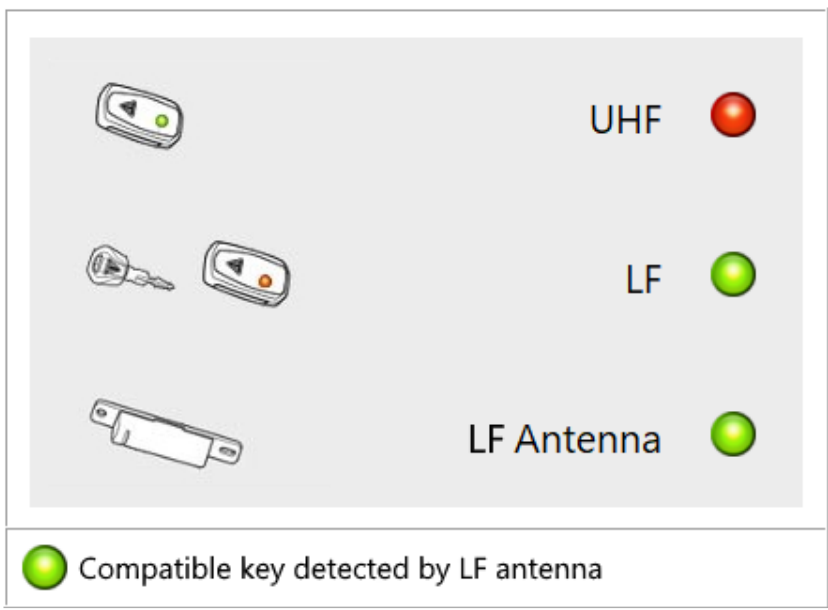 UHF
LF
LF Antenna
Compatible key detected by LF antenna